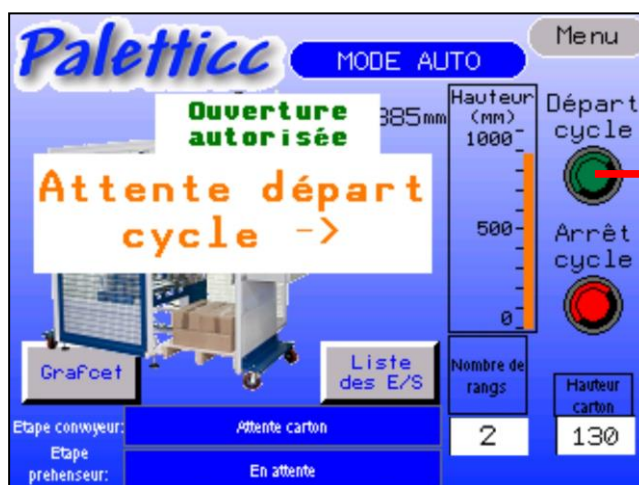 Paletticc
MODE AUTO
Menu
Ouverture
autorisée
885mm
Attente départ
cycle ->
Hauteur
(mm)
1000
500
0
Départ
cycle
Arrêt
cycle
Grafcet
Liste
des E/S
Nombre de
rangs
2
Hauteur
carton
130
Etape convoyeur:
Attente carton
Etape
prehenseur:
En attente